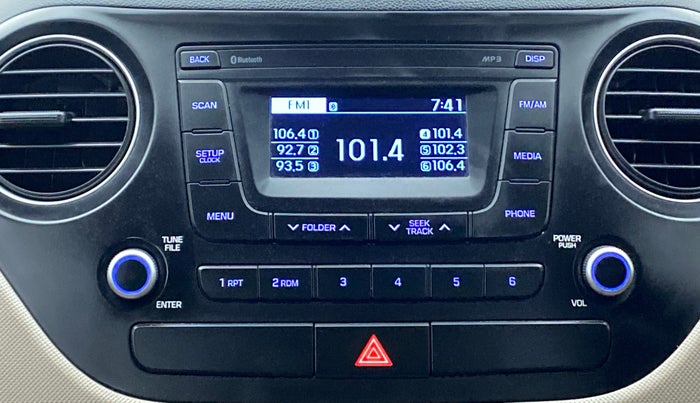 BACK Bluetooth MP3 DISP
SCAN FM1 7:41 FM/AM
106.4 1 4 101.4
92.7 2 101.4 5 102.3
93.5 3 6 106.4
SETUP
CLOCK
MEDIA
MENU
FOLDER
SEEK
TRACK
PHONE
TUNE
FILE
ENTER
1 RPT 2 RDM 3 4 5 6
POWER
PUSH
VOL